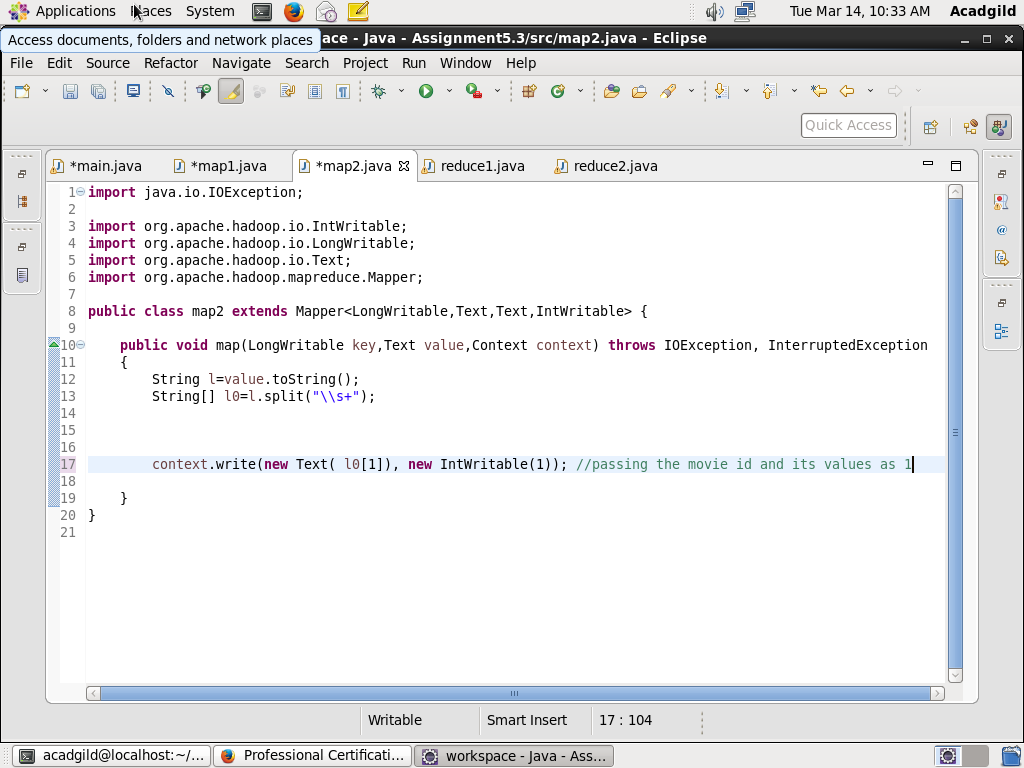 Applications Places System Tue Mar 14, 10:33 AM Acadgild
Access documents, folders and network places
ace - Java - Assignment5.3/src/map2.java - Eclipse
File Edit Source Refactor Navigate Search Project Run Window Help
Quick Access
*main.java *map1.java *map2.java reduce1.java reduce2.java
1 import java.io.IOException;
2
3 import org.apache.hadoop.io.IntWritable;
4 import org.apache.hadoop.io.LongWritable;
5 import org.apache.hadoop.io.Text;
6 import org.apache.hadoop.mapreduce.Mapper;
7
8 public class map2 extends Mapper<LongWritable,Text,Text,IntWritable> {
9
10 public void map(LongWritable key,Text value,Context context) throws IOException, InterruptedException
11 {
12 String l=value.toString();
13 String[] l0=l.split("\\s+");
14
15
16
17 context.write(new Text( l0[1]), new IntWritable(1)); //passing the movie id and its values as 1
18
19 }
20 }
21
Writable Smart Insert 17 : 104
acadgild@localhost:~/... Professional Certificati... workspace - Java - Ass...